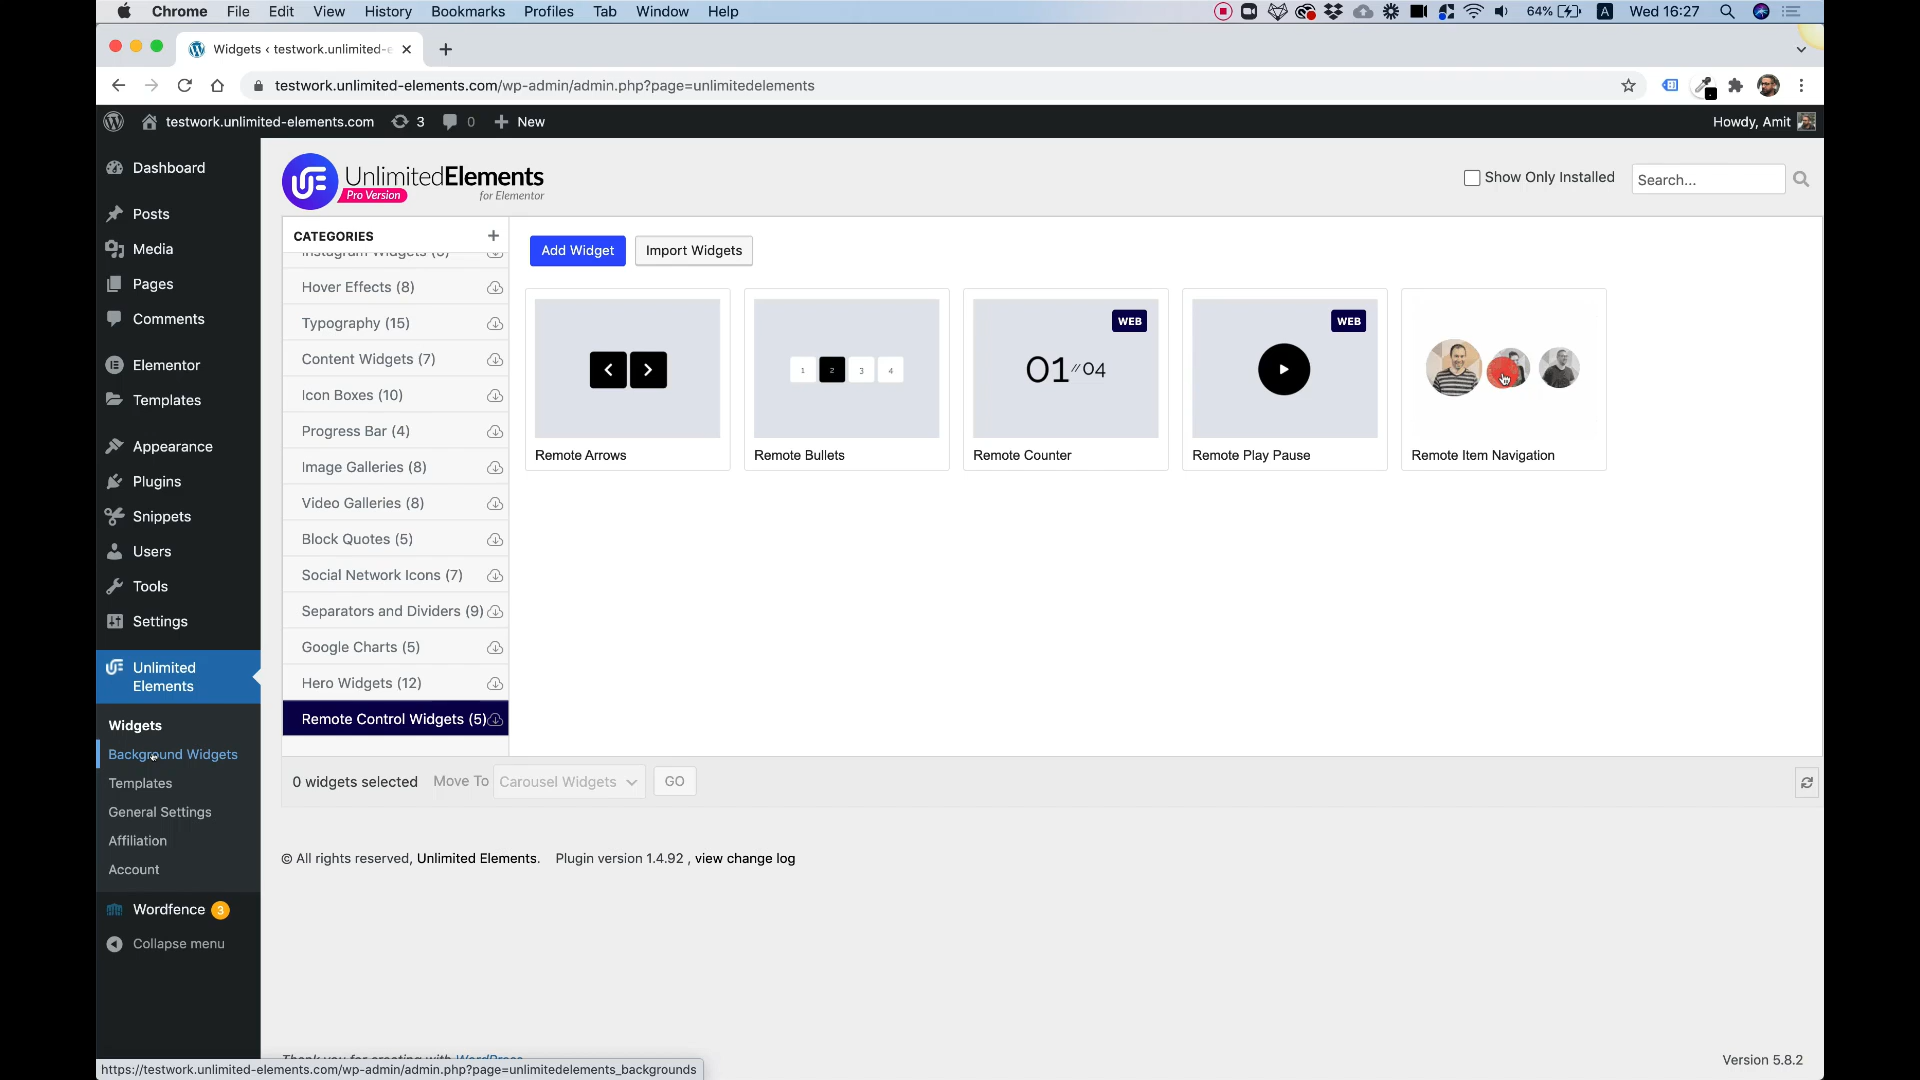 Chrome File Edit View History Bookmarks Profiles Tab Window Help 64% A Wed 16:27
Widgets ‹ testwork.unlimited-e
testwork.unlimited-elements.com/wp-admin/admin.php?page=unlimitedelements
testwork.unlimited-elements.com 3 0 New Howdy, Amit
Dashboard
Posts
Media
Pages
Comments
Elementor
Templates
Appearance
Plugins
Snippets
Users
Tools
Settings
Unlimited
Elements
Widgets
Background Widgets
Templates
General Settings
Affiliation
Account
Wordfence 3
Collapse menu
UnlimitedElements
Pro Version for Elementor
Show Only Installed Search...
CATEGORIES +
Instagram Widgets
Hover Effects (8)
Typography (15)
Content Widgets (7)
Icon Boxes (10)
Progress Bar (4)
Image Galleries (8)
Video Galleries (8)
Block Quotes (5)
Social Network Icons (7)
Separators and Dividers (9)
Google Charts (5)
Hero Widgets (12)
Remote Control Widgets (5)
Add Widget Import Widgets
WEB WEB
1 2 3 4 01//04
Remote Arrows Remote Bullets Remote Counter Remote Play Pause Remote Item Navigation
0 widgets selected Move To Carousel Widgets GO
© All rights reserved, Unlimited Elements. Plugin version 1.4.92 , view change log
Thank you for creating with WordPress Version 5.8.2
https://testwork.unlimited-elements.com/wp-admin/admin.php?page=unlimitedelements_backgrounds